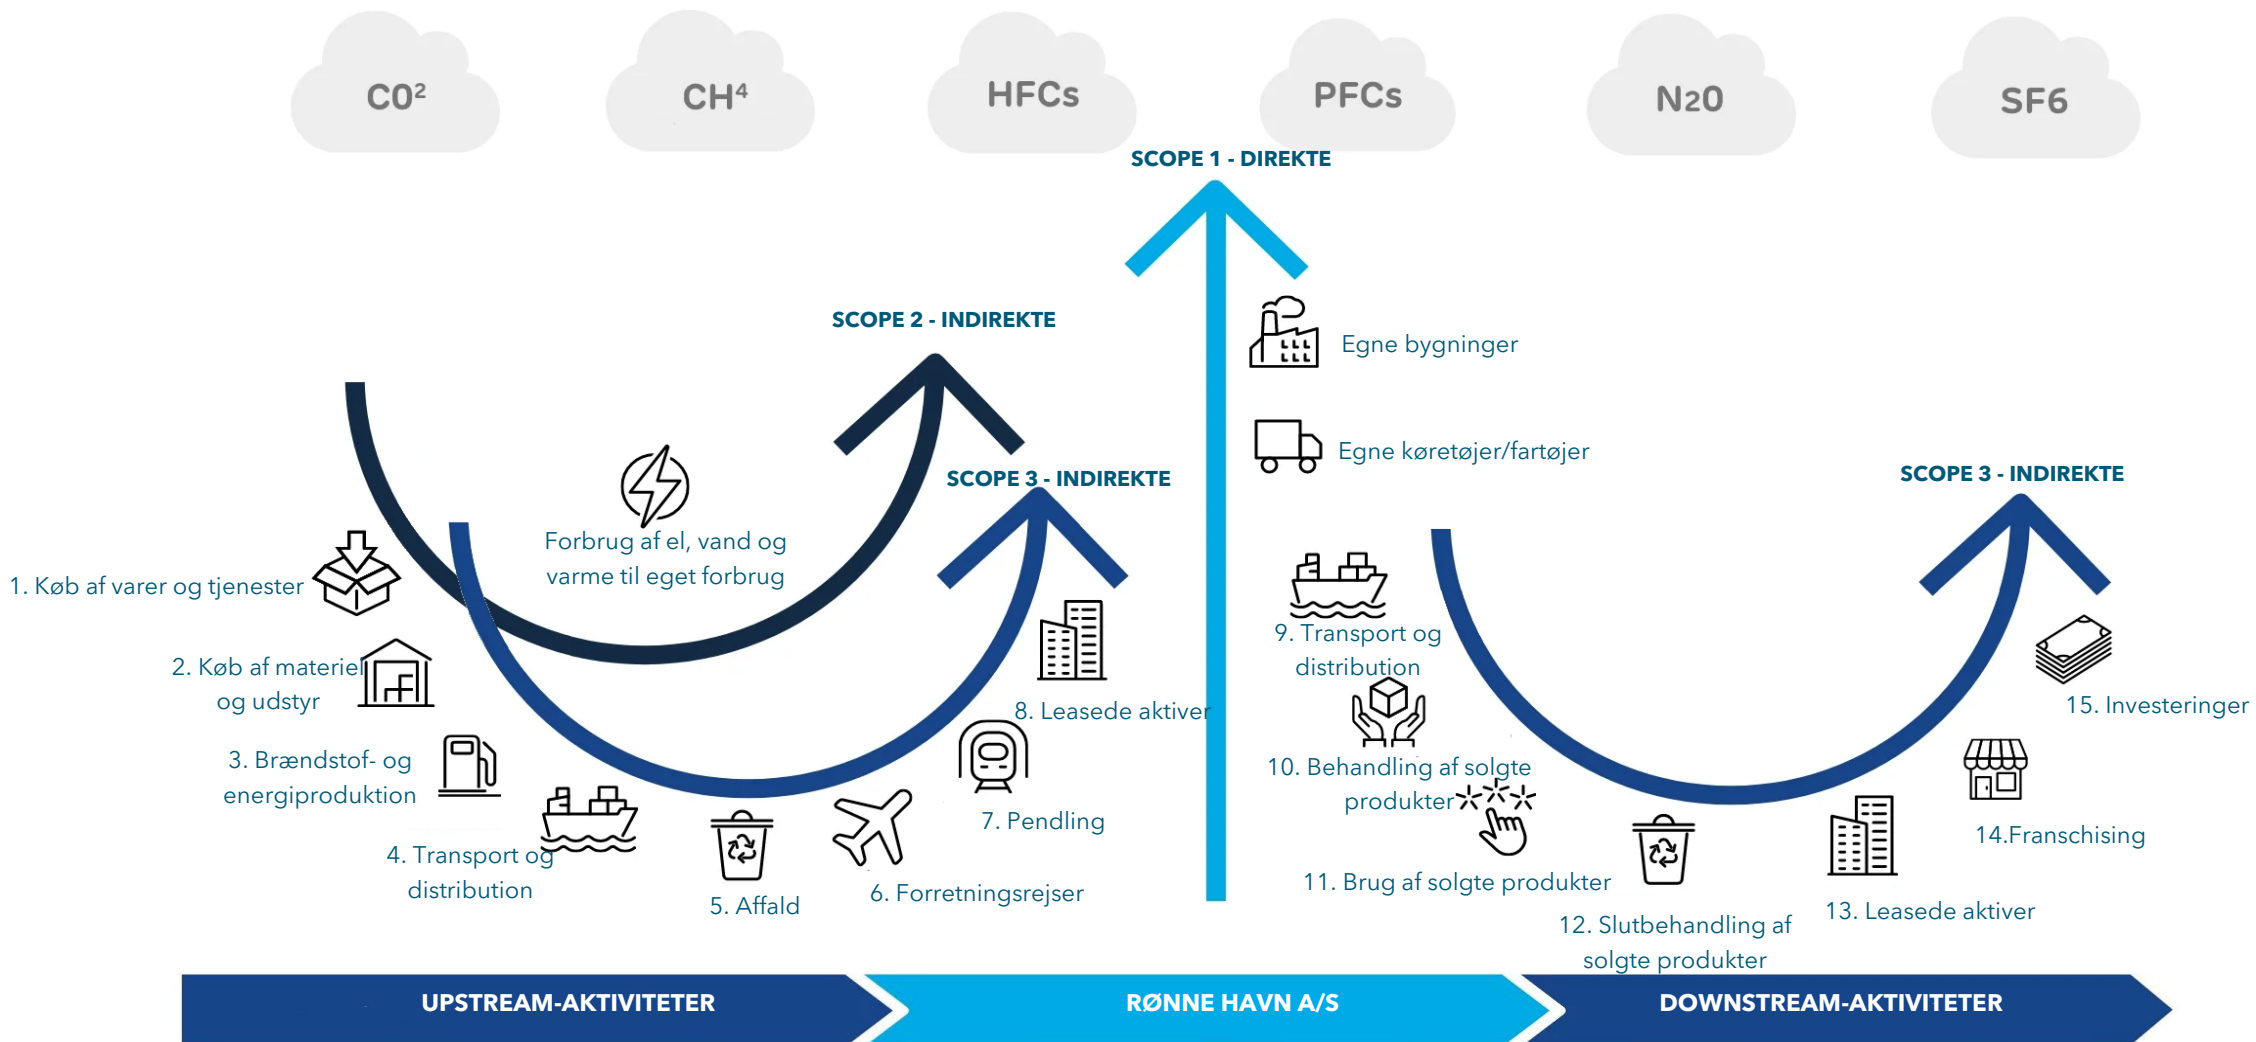 C0²
CH⁴
HFCs
PFCs
N20
SF6
SCOPE 1 - DIREKTE
SCOPE 2 - INDIREKTE
Egne bygninger
Egne køretøjer/fartøjer
SCOPE 3 - INDIREKTE
SCOPE 3 - INDIREKTE
Forbrug af el, vand og
varme til eget forbrug
1. Køb af varer og tjenester
2. Køb af materiel
og udstyr
3. Brændstof- og
energiproduktion
4. Transport og
distribution
5. Affald
6. Forretningsrejser
7. Pendling
8. Leasede aktiver
9. Transport og
distribution
10. Behandling af solgte
produkter
11. Brug af solgte produkter
12. Slutbehandling af
solgte produkter
13. Leasede aktiver
14.Franschising
15. Investeringer
UPSTREAM-AKTIVITETER
RØNNE HAVN A/S
DOWNSTREAM-AKTIVITETER